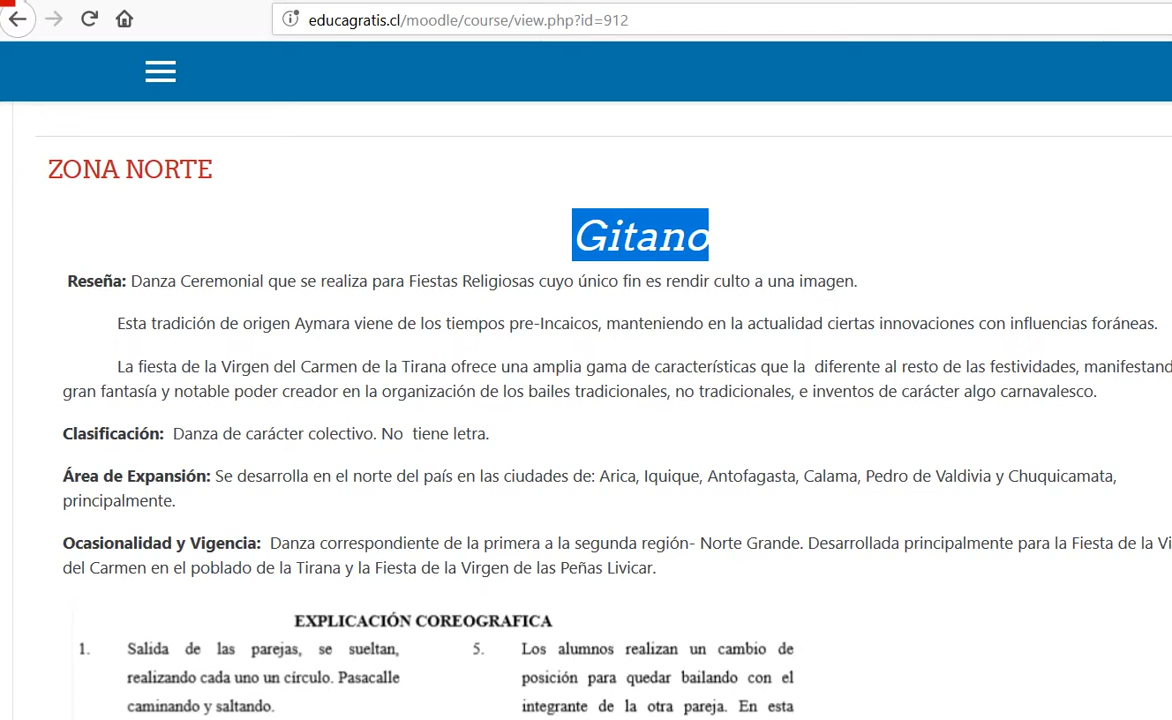 educagratis.cl/moodle/course/view.php?id=912
ZONA NORTE
Gitano
Reseña: Danza Ceremonial que se realiza para Fiestas Religiosas cuyo único fin es rendir culto a una imagen.
Esta tradición de origen Aymara viene de los tiempos pre-Incaicos, manteniendo en la actualidad ciertas innovaciones con influencias foráneas.
La fiesta de la Virgen del Carmen de la Tirana ofrece una amplia gama de características que la diferente al resto de las festividades, manifestand
gran fantasía y notable poder creador en la organización de los bailes tradicionales, no tradicionales, e inventos de carácter algo carnavalesco.
Clasificación: Danza de carácter colectivo. No tiene letra.
Área de Expansión: Se desarrolla en el norte del país en las ciudades de: Arica, Iquique, Antofagasta, Calama, Pedro de Valdivia y Chuquicamata,
principalmente.
Ocasionalidad y Vigencia: Danza correspondiente de la primera a la segunda región- Norte Grande. Desarrollada principalmente para la Fiesta de la Vi
del Carmen en el poblado de la Tirana y la Fiesta de la Virgen de las Peñas Livicar.
EXPLICACIÓN COREOGRAFICA
1. Salida de las parejas, se sueltan,
realizando cada uno un círculo. Pasacalle
caminando y saltando.
5. Los alumnos realizan un cambio de
posición para quedar bailando con el
integrante de la otra pareja. En esta